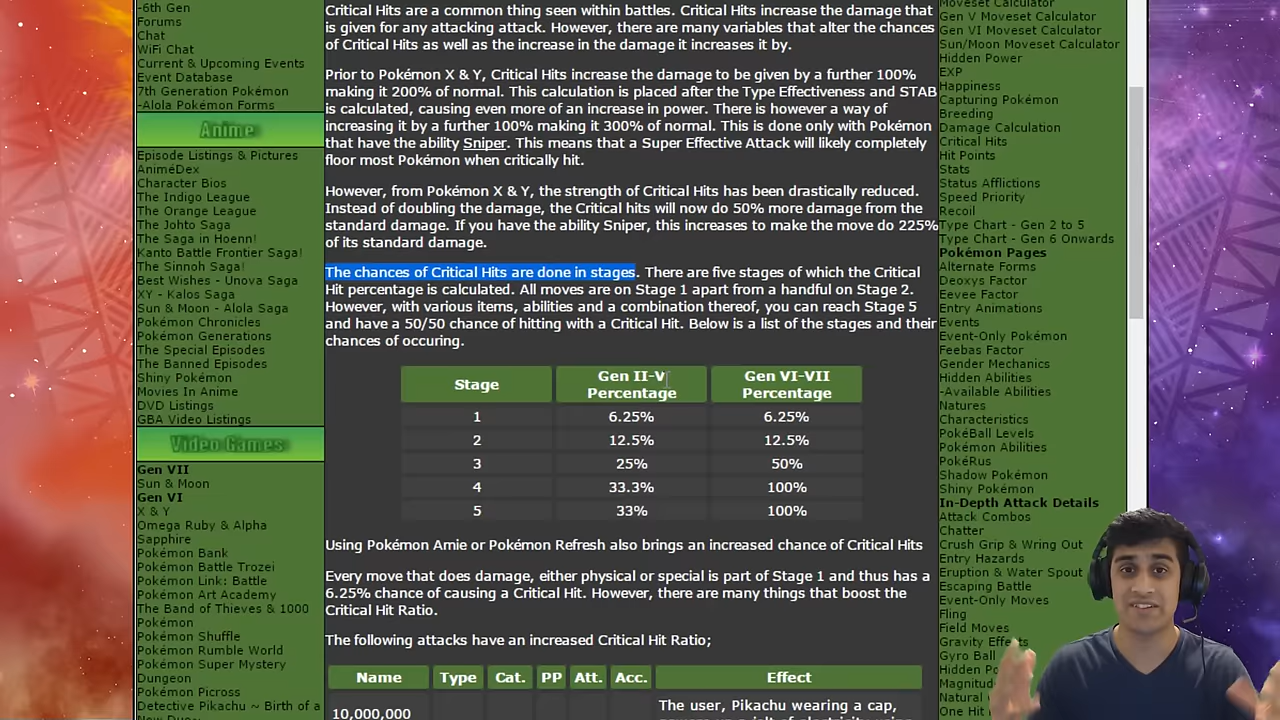 -6th Gen
Forums
Chat
WiFi Chat
Current & Upcoming Events
Event Database
7th Generation Pokémon
-Alola Pokémon Forms
Anime
Episode Listings & Pictures
AniméDex
Character Bios
The Indigo League
The Orange League
The Johto Saga
The Saga in Hoenn!
Kanto Battle Frontier Saga!
The Sinnoh Saga!
Best Wishes - Unova Saga
XY - Kalos Saga
Sun & Moon - Alola Saga
Pokémon Chronicles
Pokémon Generations
The Special Episodes
The Banned Episodes
Shiny Pokémon
Movies In Anime
DVD Listings
GBA Video Listings
Video Games
Gen VII
Sun & Moon
Gen VI
X & Y
Omega Ruby & Alpha
Sapphire
Pokémon Bank
Pokémon Battle Trozei
Pokémon Link: Battle
Pokémon Art Academy
The Band of Thieves & 1000
Pokémon
Pokémon Shuffle
Pokémon Rumble World
Pokémon Super Mystery
Dungeon
Pokémon Picross
Detective Pikachu ~ Birth of a
Critical Hits are a common thing seen within battles. Critical Hits increase the damage that
is given for any attacking attack. However, there are many variables that alter the chances
of Critical Hits as well as the increase in the damage it increases it by.
Prior to Pokémon X & Y, Critical Hits increase the damage to be given by a further 100%
making it 200% of normal. This calculation is placed after the Type Effectiveness and STAB
is calculated, causing even more of an increase in power. There is however a way of
increasing it by a further 100% making it 300% of normal. This is done only with Pokémon
that have the ability Sniper. This means that a Super Effective Attack will likely completely
floor most Pokémon when critically hit.
However, from Pokémon X & Y, the strength of Critical Hits has been drastically reduced.
Instead of doubling the damage, the Critical hits will now do 50% more damage from the
standard damage. If you have the ability Sniper, this increases to make the move do 225%
of its standard damage.
The chances of Critical Hits are done in stages. There are five stages of which the Critical
Hit percentage is calculated. All moves are on Stage 1 apart from a handful on Stage 2.
However, with various items, abilities and a combination thereof, you can reach Stage 5
and have a 50/50 chance of hitting with a Critical Hit. Below is a list of the stages and their
chances of occuring.
Stage Gen II-V Percentage Gen VI-VII Percentage
1 6.25% 6.25%
2 12.5% 12.5%
3 25% 50%
4 33.3% 100%
5 33% 100%
Using Pokémon Amie or Pokémon Refresh also brings an increased chance of Critical Hits
Every move that does damage, either physical or special is part of Stage 1 and thus has a
6.25% chance of causing a Critical Hit. However, there are many things that boost the
Critical Hit Ratio.
The following attacks have an increased Critical Hit Ratio;
Name Type Cat. PP Att. Acc. Effect
10,000,000
The user, Pikachu wearing a cap,
Moveset Calculator
Gen V Moveset Calculator
Gen VI Moveset Calculator
Sun/Moon Moveset Calculator
Hidden Power
EXP
Happiness
Capturing Pokémon
Breeding
Damage Calculation
Critical Hits
Hit Points
Stats
Status Afflictions
Speed Priority
Recoil
Type Chart - Gen 2 to 5
Type Chart - Gen 6 Onwards
Pokémon Pages
Alternate Forms
Deoxys Factor
Eevee Factor
Entry Animations
Events
Event-Only Pokémon
Feebas Factor
Gender Mechanics
Hidden Abilities
-Available Abilities
Natures
Characteristics
PokéBall Levels
Pokémon Abilities
PokéRus
Shadow Pokémon
Shiny Pokémon
In-Depth Attack Details
Attack Combos
Chatter
Crush Grip & Wring Out
Entry Hazards
Eruption & Water Spout
Escaping Battle
Event-Only Moves
Fling
Field Moves
Gravity Effects
Gyro Ball
Hidden
Magnitude
Natural
One Hit